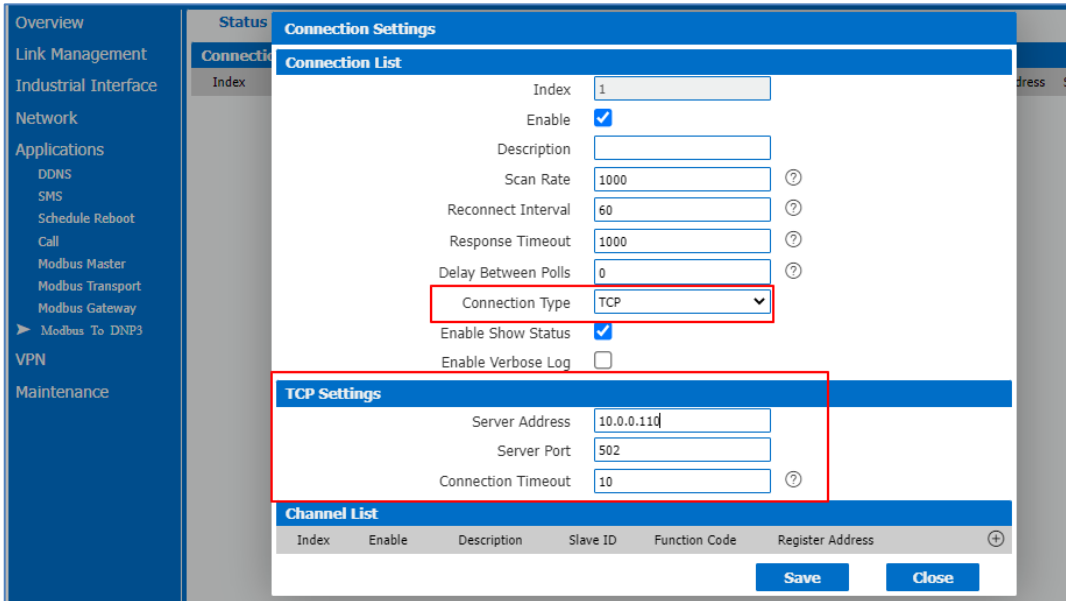 Overview
Link Management
Industrial Interface
Network
Applications
DDNS
SMS
Schedule Reboot
Call
Modbus Master
Modbus Transport
Modbus Gateway
Modbus To DNP3
VPN
Maintenance
Status
Connectio
Index
dress
Connection Settings
Connection List
Index 1
Enable
Description
Scan Rate 1000
Reconnect Interval 60
Response Timeout 1000
Delay Between Polls 0
Connection Type TCP
Enable Show Status
Enable Verbose Log
TCP Settings
Server Address 10.0.0.110
Server Port 502
Connection Timeout 10
Channel List
Index Enable Description Slave ID Function Code Register Address
Save Close